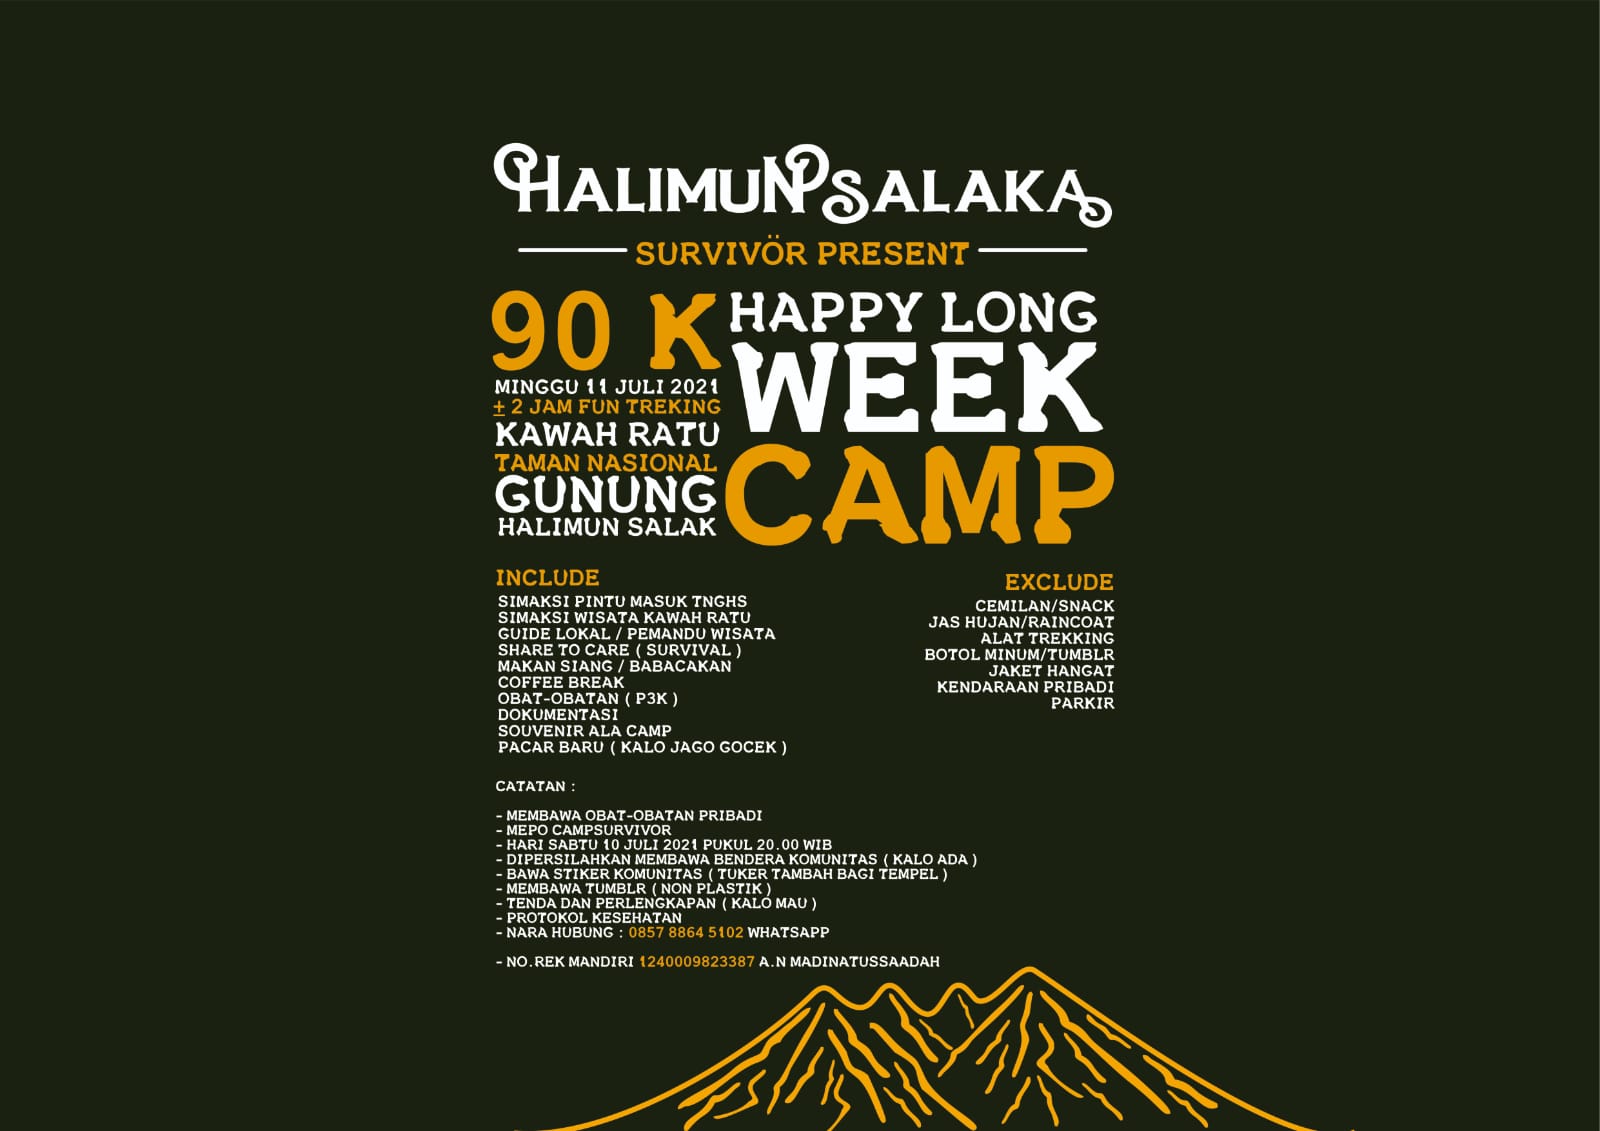 HALIMUN SALAKA
SURVIVÖR PRESENT
90 K
MINGGU 11 JULI 2021
± 2 JAM FUN TREKING
KAWAH RATU
TAMAN NASIONAL
GUNUNG
HALIMUN SALAK
HAPPY LONG
WEEK
CAMP
INCLUDE
SIMAKSI PINTU MASUK TNGHS
SIMAKSI WISATA KAWAH RATU
GUIDE LOKAL / PEMANDU WISATA
SHARE TO CARE ( SURVIVAL )
MAKAN SIANG / BABACAKAN
COFFEE BREAK
OBAT-OBATAN ( P3K )
DOKUMENTASI
SOUVENIR ALA CAMP
PACAR BARU ( KALO JAGO GOCEK )
EXCLUDE
CEMILAN/SNACK
JAS HUJAN/RAINCOAT
ALAT TREKKING
BOTOL MINUM/TUMBLR
JAKET HANGAT
KENDARAAN PRIBADI
PARKIR
CATATAN :
- MEMBAWA OBAT-OBATAN PRIBADI
- MEPO CAMPSURVIVOR
- HARI SABTU 10 JULI 2021 PUKUL 20.00 WIB
- DIPERSILAHKAN MEMBAWA BENDERA KOMUNITAS ( KALO ADA )
- BAWA STIKER KOMUNITAS ( TUKER TAMBAH BAGI TEMPEL )
- MEMBAWA TUMBLR ( NON PLASTIK )
- TENDA DAN PERLENGKAPAN ( KALO MAU )
- PROTOKOL KESEHATAN
- NARA HUBUNG : 0857 8864 5102 WHATSAPP
- NO.REK MANDIRI 1240009823387 A.N MADINATUSSAADAH